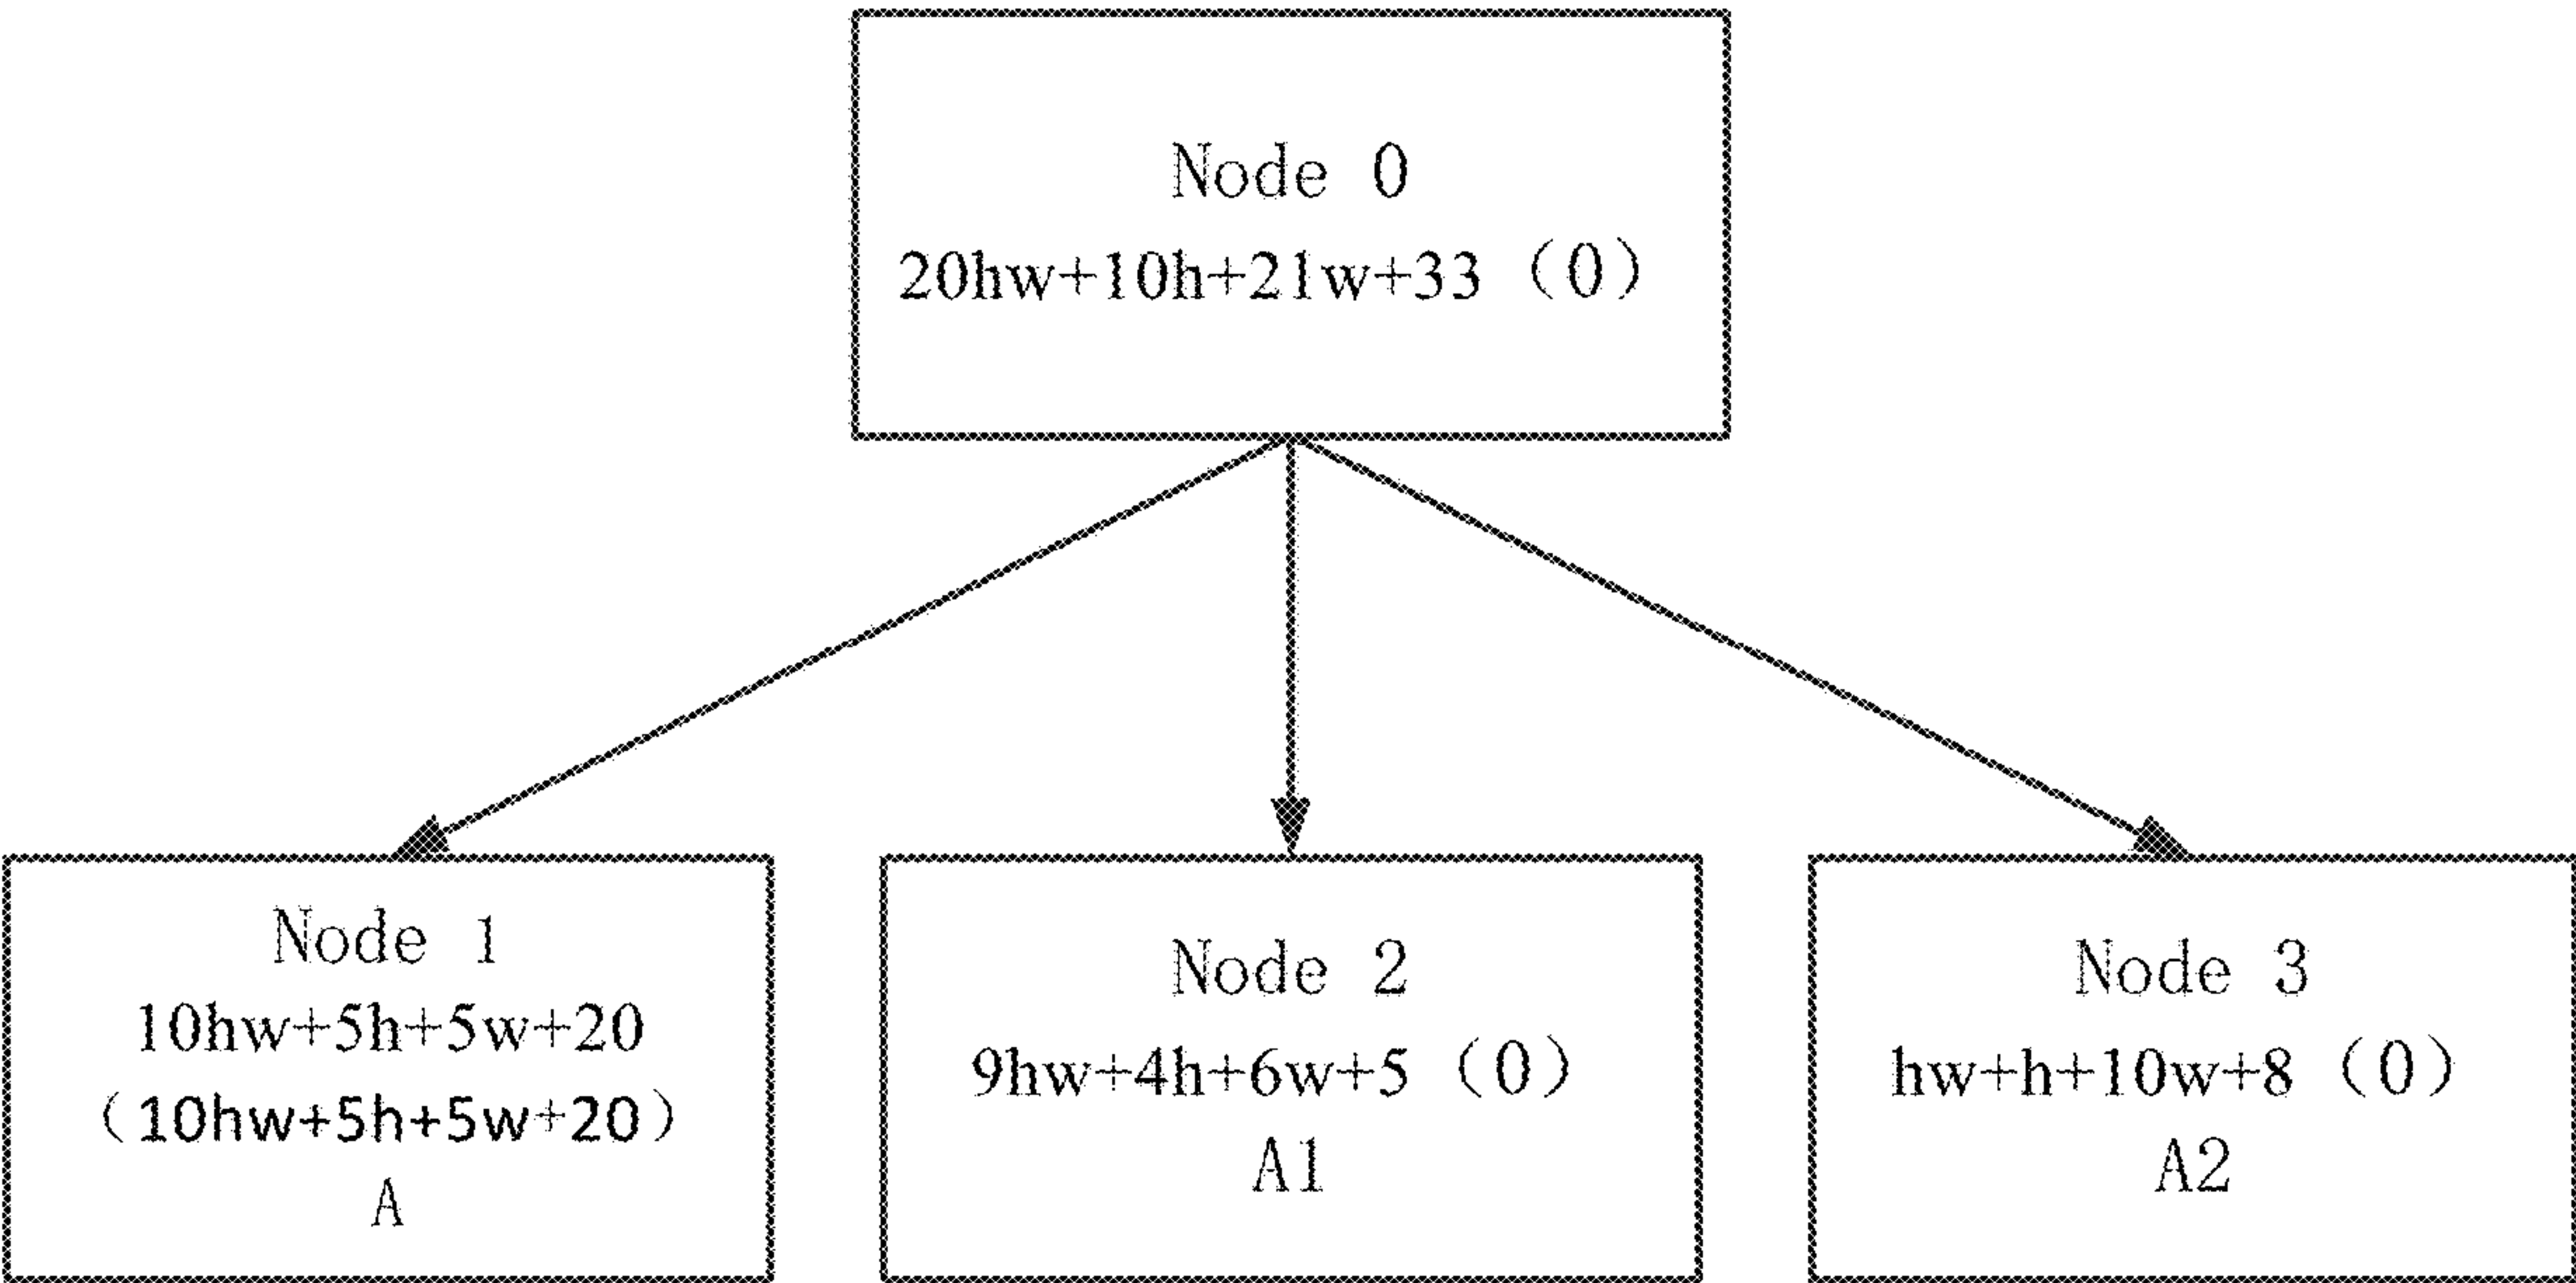 Node 0
20hw+10h+21w+33（0）
Node 1
10hw+5h+5w+20
（10hw+5h+5w+20）
A
Node 2
9hw+4h+6w+5（0）
A1
Node 3
hw+h+10w+8（0）
A2